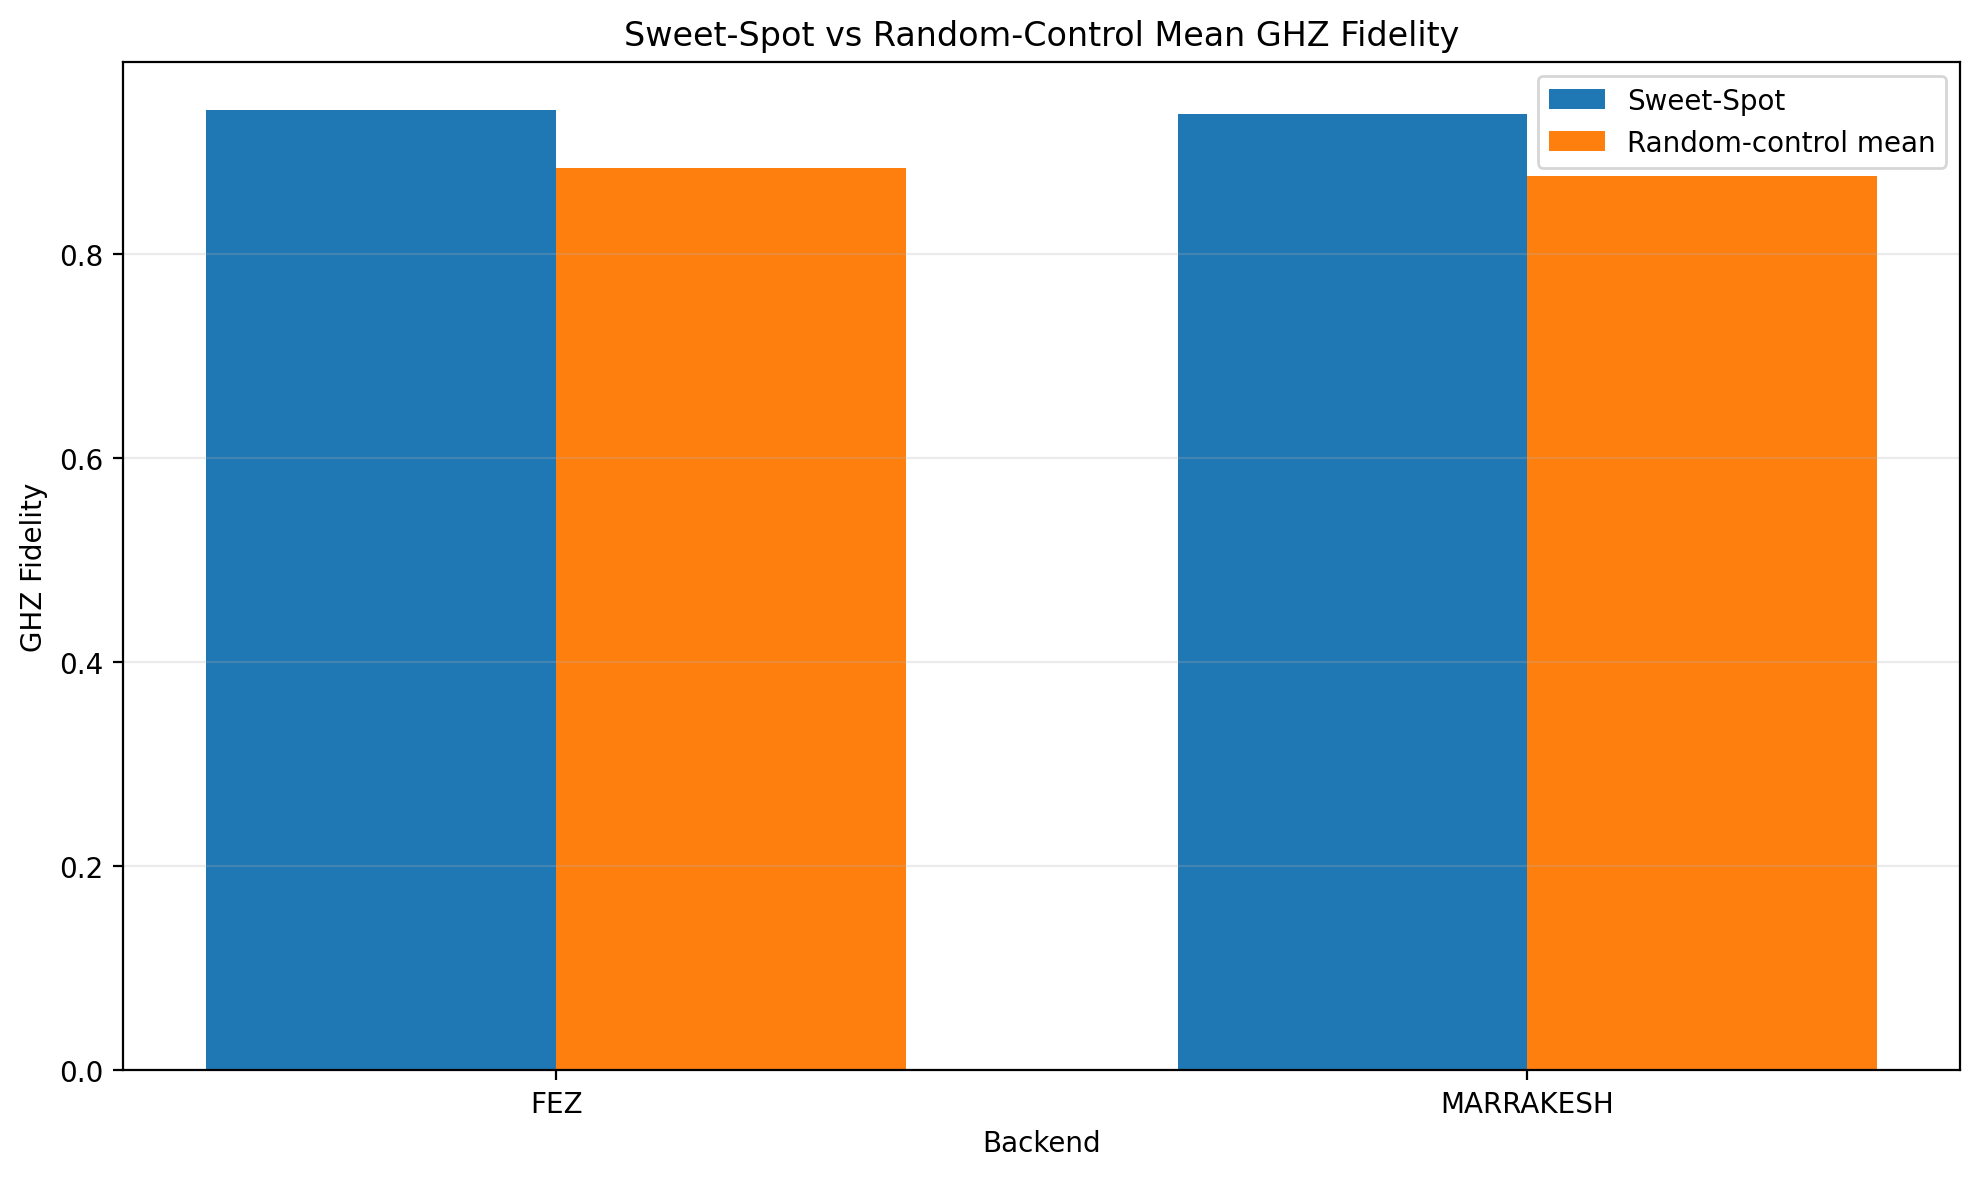 Sweet-Spot vs Random-Control Mean GHZ Fidelity
Sweet-Spot
Random-control mean
GHZ Fidelity
0.8
0.6
0.4
0.2
0.0
FEZ
MARRAKESH
Backend